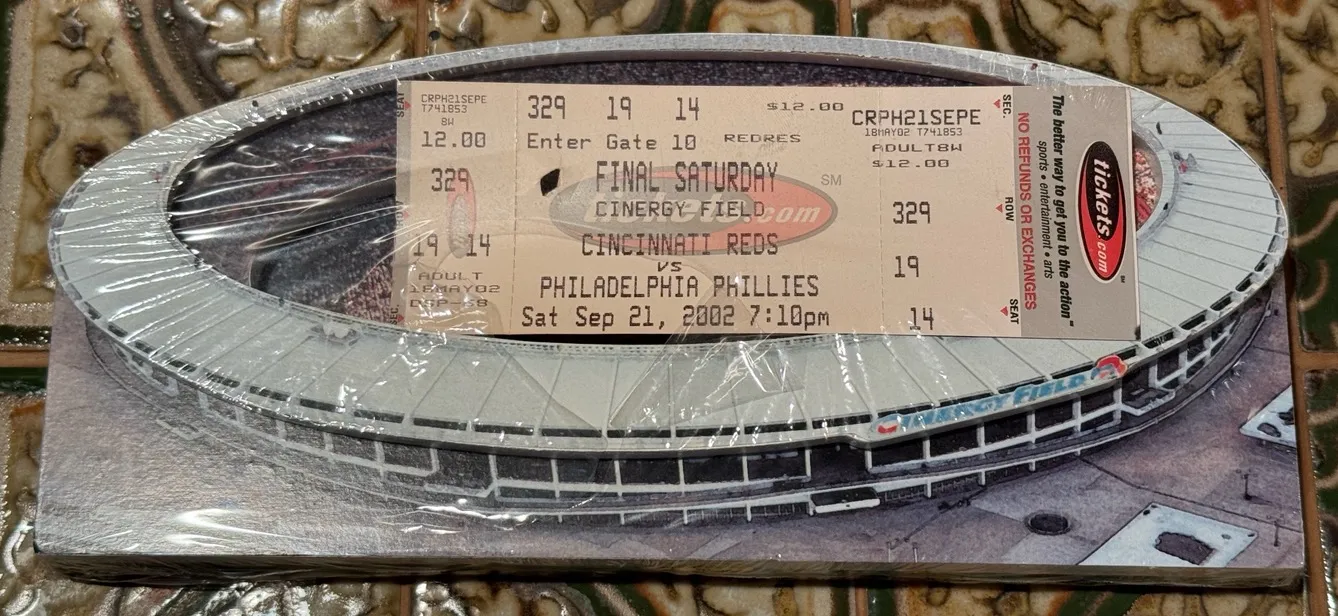 SEAT
CRPH21SEPE
T741853
BW
12.00
329
19 14
ADULT
18MAY02
329 19 14 $12.00
Enter Gate 10 REDRES
FINAL SATURDAY
SM
CINERGY FIELD
.com
CINCINNATI REDS
vs
PHILADELPHIA PHILLIES
Sat Sep 21, 2002 7:10pm
CRPH21SEPE
18MAY02 T741853
ADULTBW
$12.00
329
19
14
SEC.
ROW
SEAT
NO REFUNDS OR EXCHANGES
sports • entertainment • arts
The better way to get you to the action"
tickets.com
CINERGY FIELD